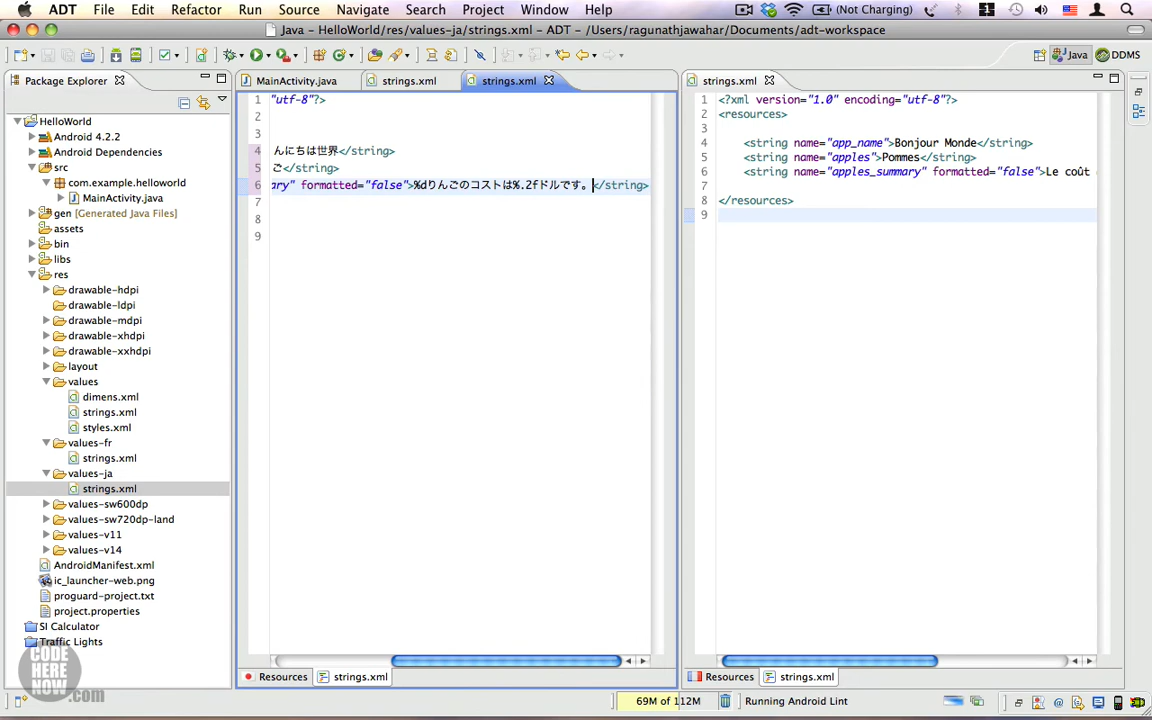 ADT File Edit Refactor Run Source Navigate Search Project Window Help (Not Charging)
Java – HelloWorld/res/values-ja/strings.xml – ADT – /Users/ragunathjawahar/Documents/adt-workspace
Java DDMS
Package Explorer
HelloWorld
Android 4.2.2
Android Dependencies
src
com.example.helloworld
MainActivity.java
gen [Generated Java Files]
assets
bin
libs
res
drawable-hdpi
drawable-ldpi
drawable-mdpi
drawable-xhdpi
drawable-xxhdpi
layout
values
dimens.xml
strings.xml
styles.xml
values-fr
strings.xml
values-ja
strings.xml
values-sw600dp
values-sw720dp-land
values-v11
values-v14
AndroidManifest.xml
ic_launcher-web.png
proguard-project.txt
project.properties
SI Calculator
Traffic Lights
MainActivity.java strings.xml strings.xml
1 "utf-8"?>
2
3
4 んにちは世界</string>
5 ご</string>
6 ary" formatted="false">%dりんごのコストは%.2fドルです。</string>
7
8
9
Resources strings.xml
strings.xml
1 <?xml version="1.0" encoding="utf-8"?>
2 <resources>
3
4 <string name="app_name">Bonjour Monde</string>
5 <string name="apples">Pommes</string>
6 <string name="apples_summary" formatted="false">Le coût
7
8 </resources>
9
Resources strings.xml
69M of 112M Running Android Lint
CODE
HERE
NOW
.com